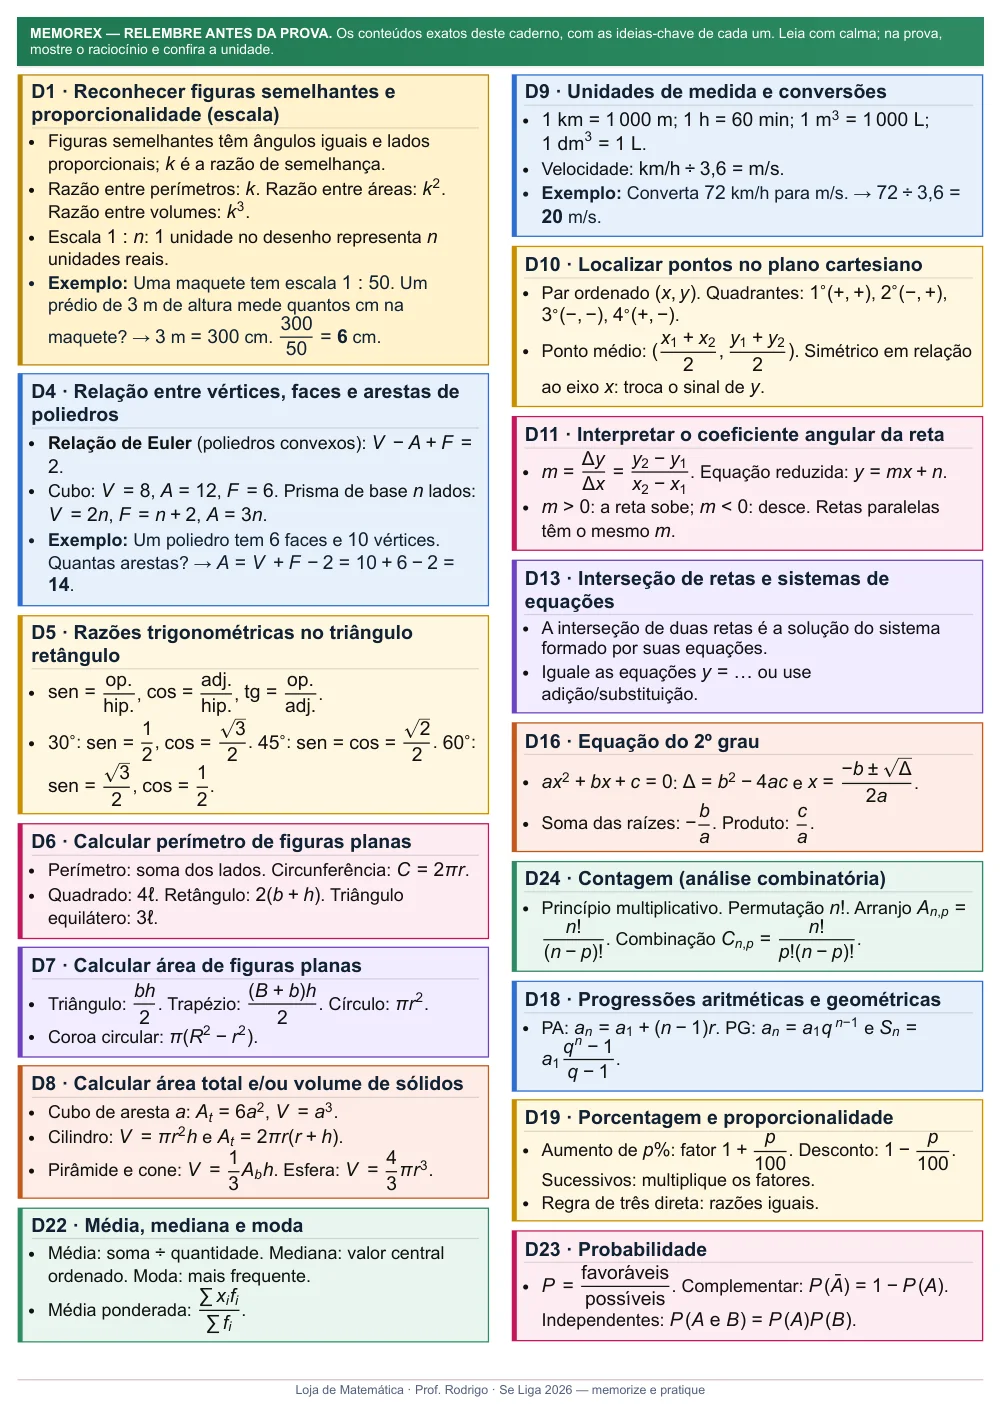 MEMOREX — RELEMBRE ANTES DA PROVA. Os conteúdos exatos deste caderno, com as ideias-chave de cada um. Leia com calma; na prova,
mostre o raciocínio e confira a unidade.
D1 · Reconhecer figuras semelhantes e
proporcionalidade (escala)
• Figuras semelhantes têm ângulos iguais e lados
proporcionais; k é a razão de semelhança.
• Razão entre perímetros: k. Razão entre áreas: k².
Razão entre volumes: k³.
• Escala 1 : n: 1 unidade no desenho representa n
unidades reais.
• Exemplo: Uma maquete tem escala 1 : 50. Um
prédio de 3 m de altura mede quantos cm na
maquete? → 3 m = 300 cm. 300/50 = 6 cm.
D4 · Relação entre vértices, faces e arestas de
poliedros
• Relação de Euler (poliedros convexos): V − A + F =
2.
• Cubo: V = 8, A = 12, F = 6. Prisma de base n lados:
V = 2n, F = n + 2, A = 3n.
• Exemplo: Um poliedro tem 6 faces e 10 vértices.
Quantas arestas? → A = V + F − 2 = 10 + 6 − 2 =
14.
D5 · Razões trigonométricas no triângulo
retângulo
• sen = op./hip., cos = adj./hip., tg = op./adj..
• 30°: sen = 1/2, cos = √3/2. 45°: sen = cos = √2/2. 60°:
sen = √3/2, cos = 1/2.
D6 · Calcular perímetro de figuras planas
• Perímetro: soma dos lados. Circunferência: C = 2πr.
• Quadrado: 4ℓ. Retângulo: 2(b + h). Triângulo
equilátero: 3ℓ.
D7 · Calcular área de figuras planas
• Triângulo: bh/2. Trapézio: (B + b)h/2. Círculo: πr².
• Coroa circular: π(R² − r²).
D8 · Calcular área total e/ou volume de sólidos
• Cubo de aresta a: Aₜ = 6a², V = a³.
• Cilindro: V = πr²h e Aₜ = 2πr(r + h).
• Pirâmide e cone: V = 1/3 A_b h. Esfera: V = 4/3 πr³.
D22 · Média, mediana e moda
• Média: soma ÷ quantidade. Mediana: valor central
ordenado. Moda: mais frequente.
• Média ponderada: ∑ xᵢfᵢ / ∑ fᵢ.
D9 · Unidades de medida e conversões
• 1 km = 1 000 m; 1 h = 60 min; 1 m³ = 1 000 L;
1 dm³ = 1 L.
• Velocidade: km/h ÷ 3,6 = m/s.
• Exemplo: Converta 72 km/h para m/s. → 72 ÷ 3,6 =
20 m/s.
D10 · Localizar pontos no plano cartesiano
• Par ordenado (x, y). Quadrantes: 1°(+, +), 2°(−, +),
3°(−, −), 4°(+, −).
• Ponto médio: (x₁ + x₂/2, y₁ + y₂/2). Simétrico em relação
ao eixo x: troca o sinal de y.
D11 · Interpretar o coeficiente angular da reta
• m = Δy/Δx = y₂ − y₁/x₂ − x₁. Equação reduzida: y = mx + n.
• m > 0: a reta sobe; m < 0: desce. Retas paralelas
têm o mesmo m.
D13 · Interseção de retas e sistemas de
equações
• A interseção de duas retas é a solução do sistema
formado por suas equações.
• Iguale as equações y = … ou use
adição/substituição.
D16 · Equação do 2º grau
• ax² + bx + c = 0: Δ = b² − 4ac e x = −b ± √Δ/2a.
• Soma das raízes: −b/a. Produto: c/a.
D24 · Contagem (análise combinatória)
• Princípio multiplicativo. Permutação n!. Arranjo Aₙ,ₚ =
n!/(n − p)!. Combinação Cₙ,ₚ = n!/p!(n − p)!.
D18 · Progressões aritméticas e geométricas
• PA: aₙ = a₁ + (n − 1)r. PG: aₙ = a₁qⁿ⁻¹ e Sₙ =
a₁ qⁿ − 1/q − 1.
D19 · Porcentagem e proporcionalidade
• Aumento de p%: fator 1 + p/100. Desconto: 1 − p/100.
Sucessivos: multiplique os fatores.
• Regra de três direta: razões iguais.
D23 · Probabilidade
• P = favoráveis/possíveis. Complementar: P(Ā) = 1 − P(A).
Independentes: P(A e B) = P(A)P(B).
Loja de Matemática · Prof. Rodrigo · Se Liga 2026 — memorize e pratique